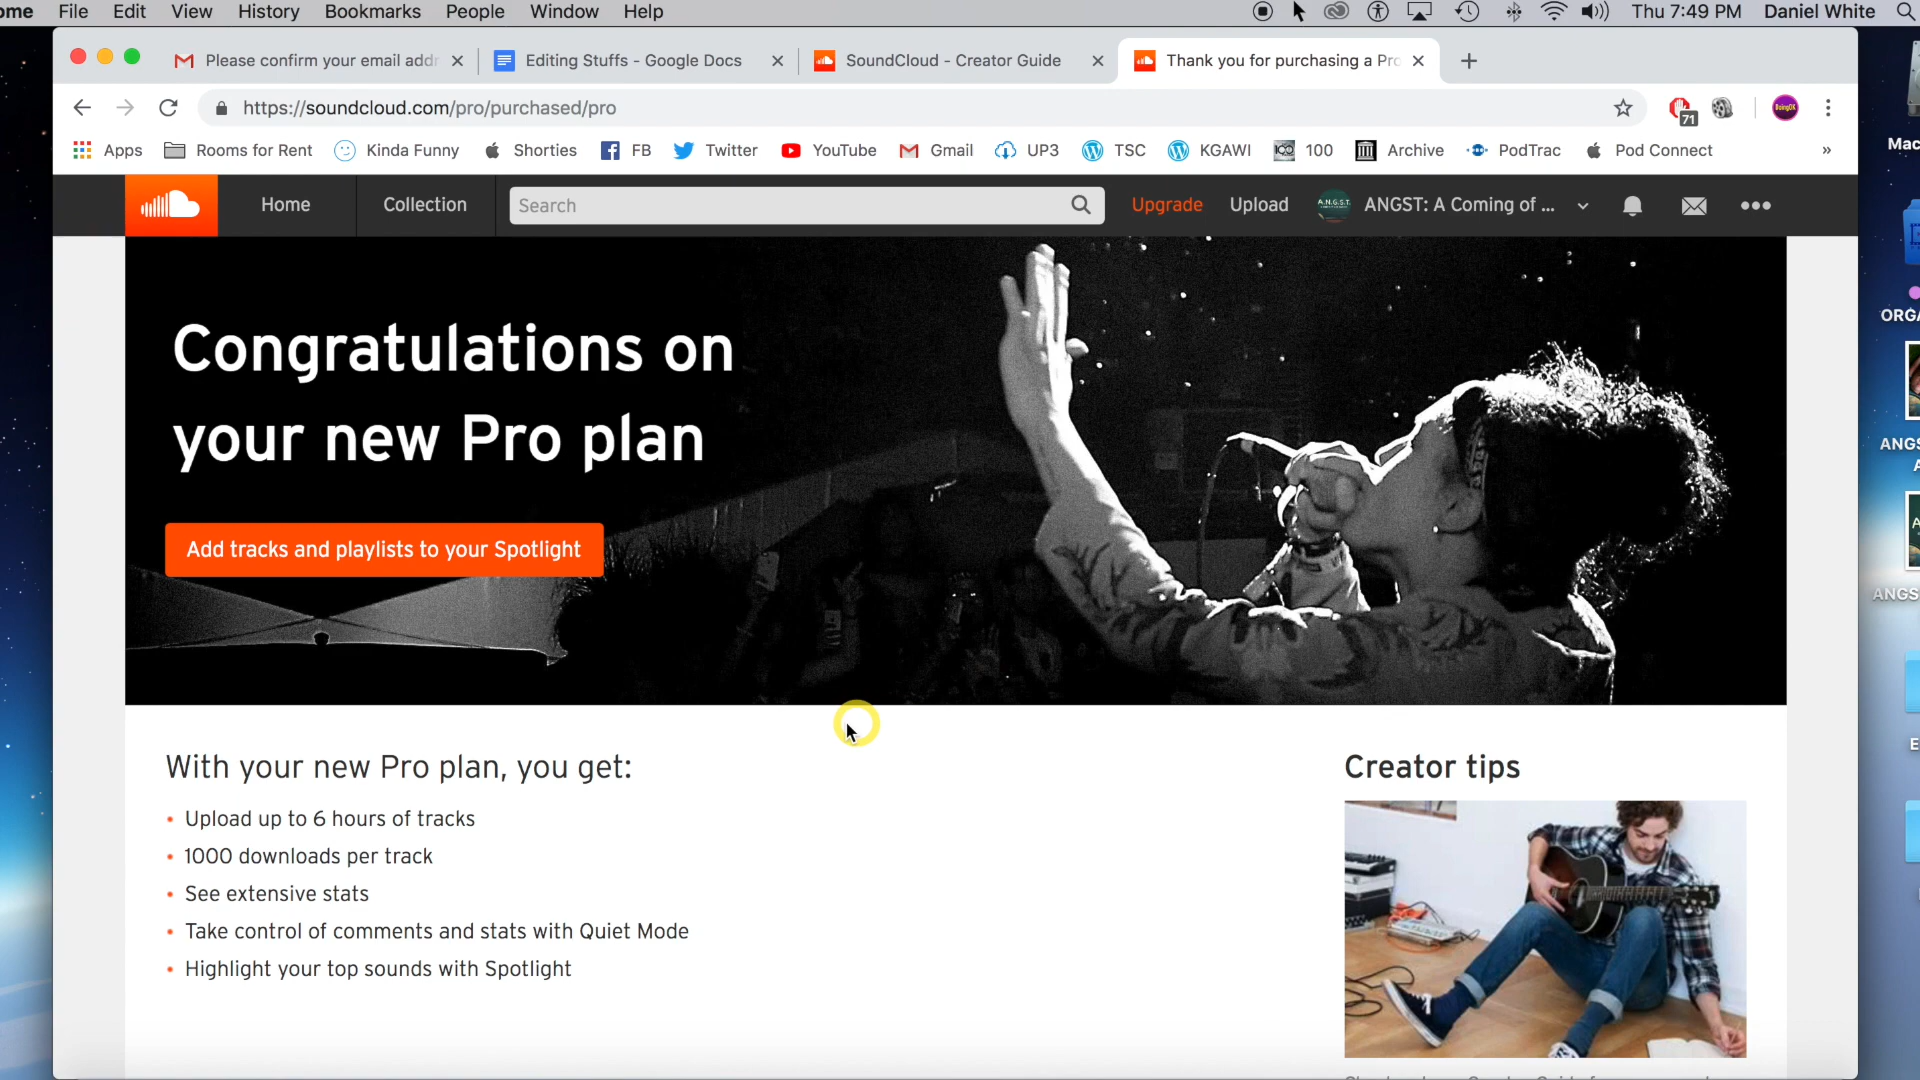 ome File Edit View History Bookmarks People Window Help Thu 7:49 PM Daniel White
Please confirm your email addr
Editing Stuffs - Google Docs
SoundCloud - Creator Guide
Thank you for purchasing a Pro
https://soundcloud.com/pro/purchased/pro
71
Apps Rooms for Rent Kinda Funny Shorties FB Twitter YouTube Gmail UP3 TSC KGAWI 100 Archive PodTrac Pod Connect »
Home Collection Search Upgrade Upload ANGST: A Coming of ...
Congratulations on
your new Pro plan
Add tracks and playlists to your Spotlight
With your new Pro plan, you get:
• Upload up to 6 hours of tracks
• 1000 downloads per track
• See extensive stats
• Take control of comments and stats with Quiet Mode
• Highlight your top sounds with Spotlight
Creator tips
Mac
ORGA
ANGS
A
ANGS
E